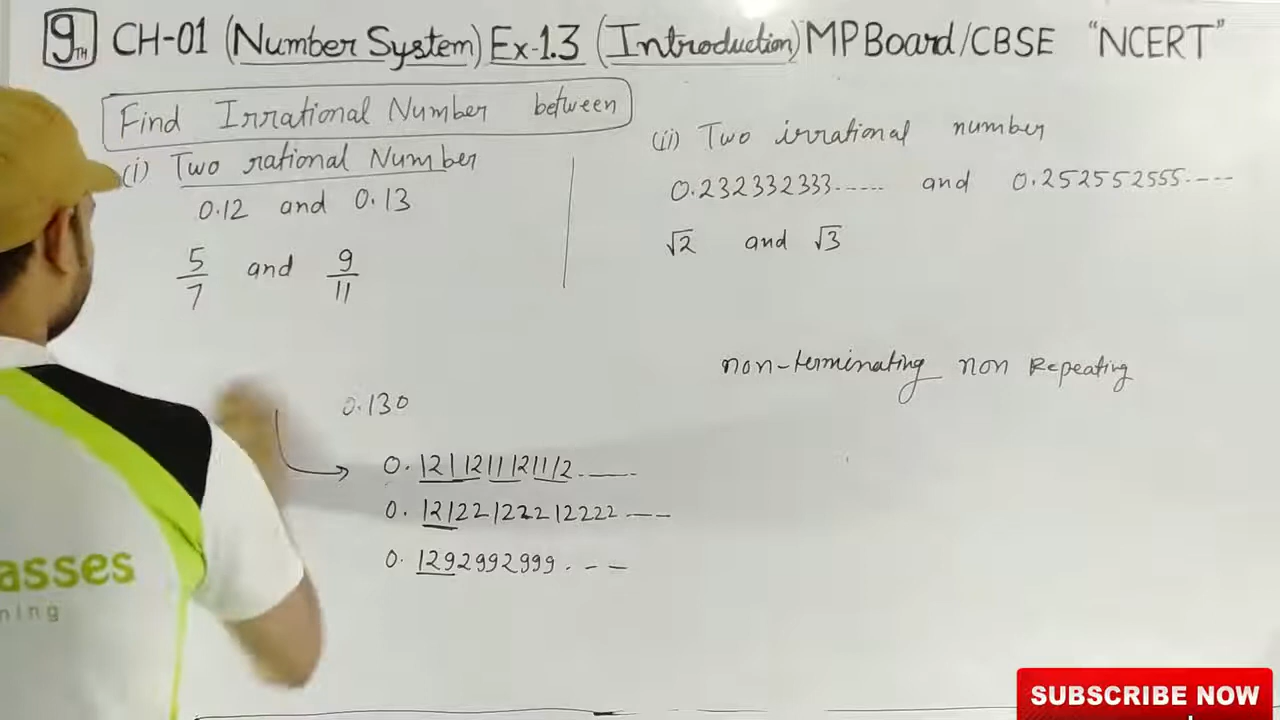 9TH CH-01 (Number System) Ex-1.3 (Introduction) MP Board/CBSE "NCERT"
Find Irrational Number between
(i) Two rational Number
0.12 and 0.13
5/7 and 9/11
(ii) Two irrational number
0.232332333..... and 0.252552555.----
√2 and √3
non-terminating non Repeating
0.130
0.1211211121112.——
0.12122122212222 ——
0.1292992999. - - —
asses
ning
SUBSCRIBE NOW